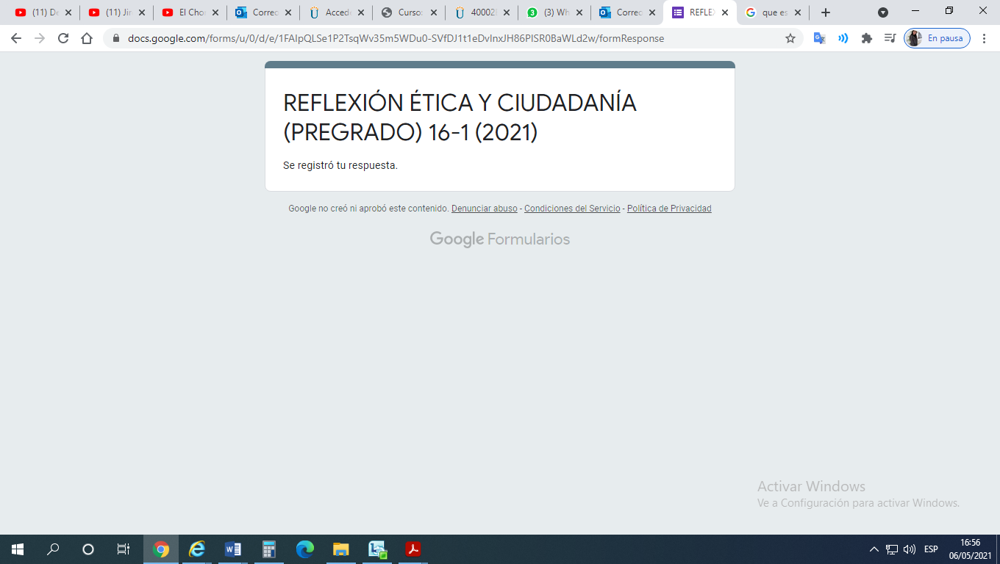 (11) De
(11) Jir
El Cho
Correo
Accede
Curso:
40002
(3) Wh
Correo
REFLEX
que es
docs.google.com/forms/u/0/d/e/1FAIpQLSe1P2TsqWv35m5WDu0-SVfDJ1t1eDvInxJH86PISR0BaWLd2w/formResponse
En pausa
REFLEXIÓN ÉTICA Y CIUDADANÍA
(PREGRADO) 16-1 (2021)
Se registró tu respuesta.
Google no creó ni aprobó este contenido. Denunciar abuso - Condiciones del Servicio - Política de Privacidad
Google Formularios
Activar Windows
Ve a Configuración para activar Windows.
ESP
16:56
06/05/2021